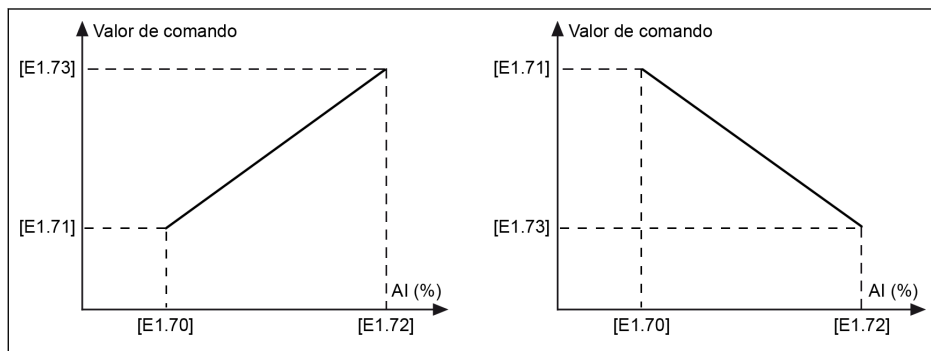 Valor de comando
[E1.73]
[E1.71]
AI (%)
[E1.70]
[E1.72]
Valor de comando
[E1.71]
[E1.73]
AI (%)
[E1.70]
[E1.72]